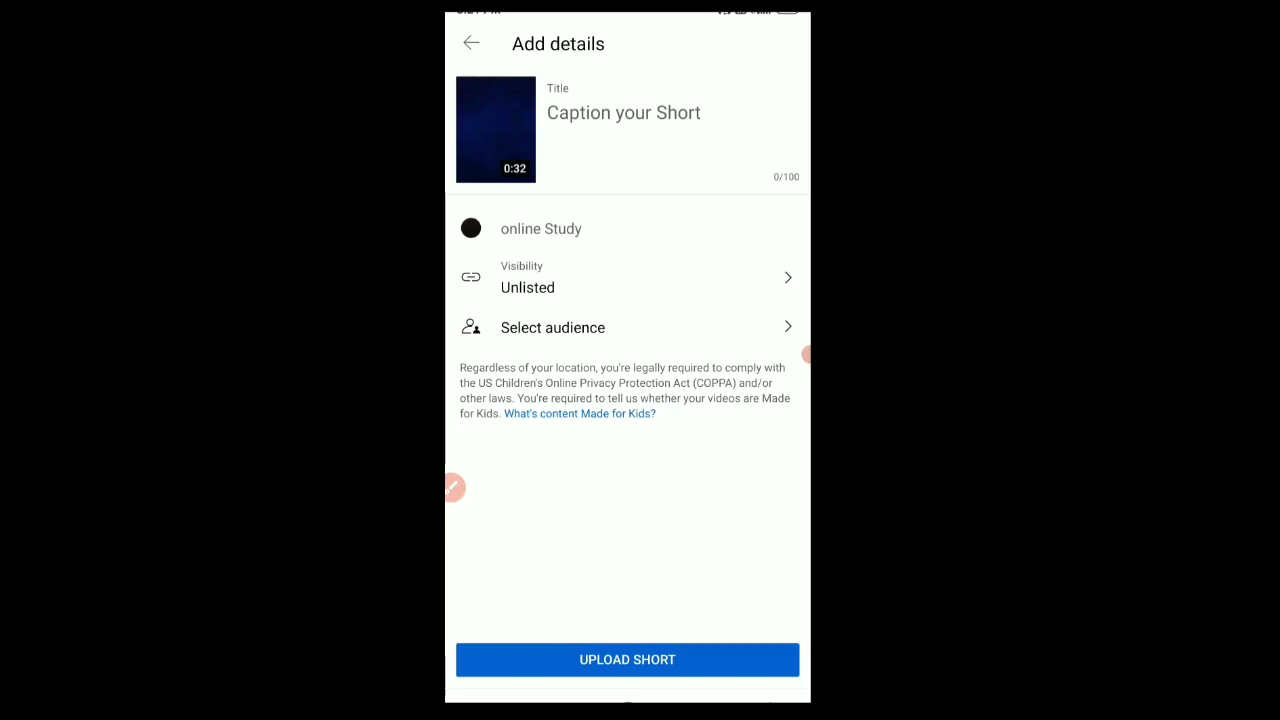 Add details
Title
Caption your Short
0:32
0/100
online Study
Visibility
Unlisted
Select audience
Regardless of your location, you're legally required to comply with
the US Children's Online Privacy Protection Act (COPPA) and/or
other laws. You're required to tell us whether your videos are Made
for Kids. What's content Made for Kids?
UPLOAD SHORT